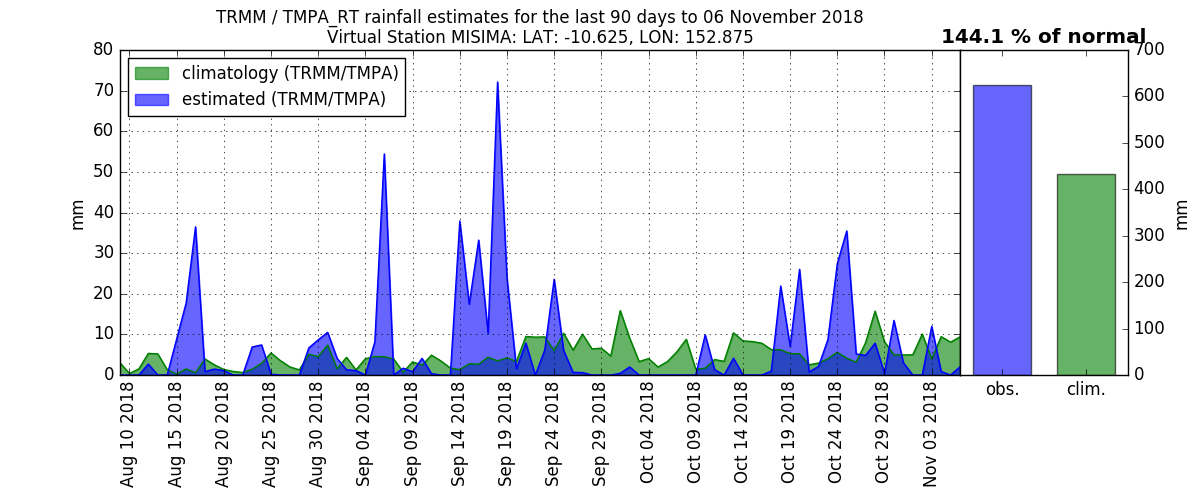 TRMM / TMPA_RT rainfall estimates for the last 90 days to 06 November 2018
Virtual Station MISIMA: LAT: -10.625, LON: 152.875
144.1 % of normal
climatology (TRMM/TMPA)
estimated (TRMM/TMPA)
mm
80
70
60
50
40
30
20
10
0
Aug 10 2018
Aug 15 2018
Aug 20 2018
Aug 25 2018
Aug 30 2018
Sep 04 2018
Sep 09 2018
Sep 14 2018
Sep 19 2018
Sep 24 2018
Sep 29 2018
Oct 04 2018
Oct 09 2018
Oct 14 2018
Oct 19 2018
Oct 24 2018
Oct 29 2018
Nov 03 2018
obs.
clim.
700
600
500
400
300
200
100
0
mm